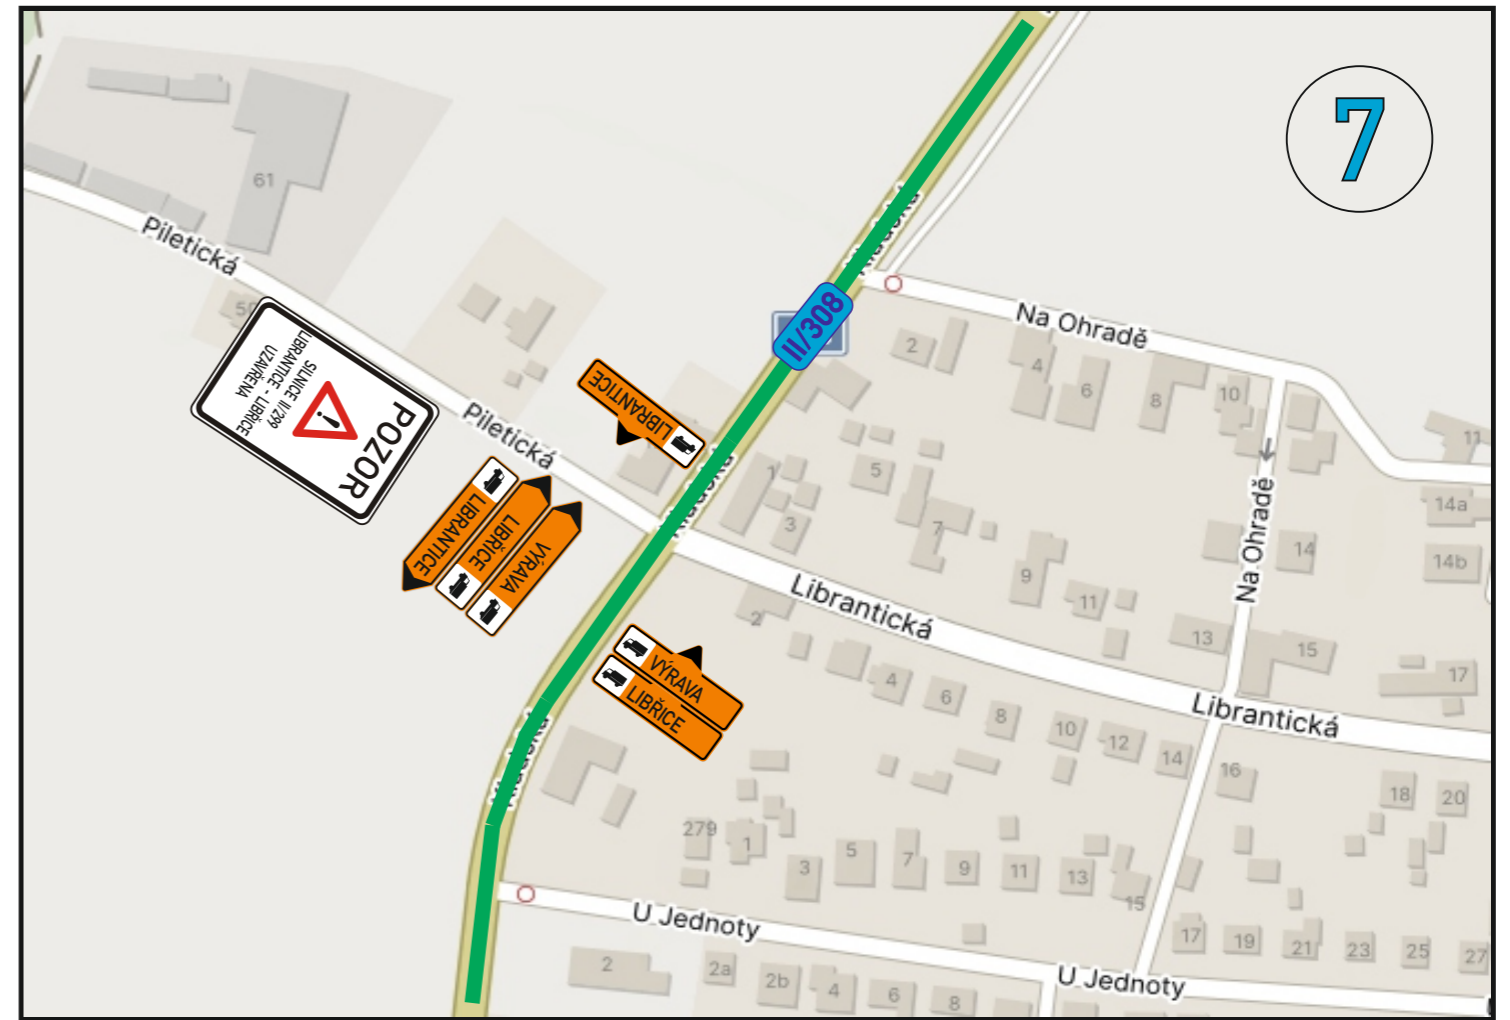 7
61
Piletická
59
POZOR
SILNICE II/299
LIBRANTICE - LIBŘICE
UZAVŘENA
II/308
Na Ohradě
2
4
6
8
10
11
LIBRANTICE
Piletická
LIBRANTICE
LIBŘICE
VÝRAVA
1
3
5
7
9
11
13
15
Na Ohradě
14
14a
14b
17
Librantická
2
4
6
8
10
12
14
16
18
20
Librantická
VÝRAVA
LIBŘICE
279
1
3
5
7
9
11
13
15
17
19
21
23
25
27
U Jednoty
2
2a
2b
4
6
8
U Jednoty